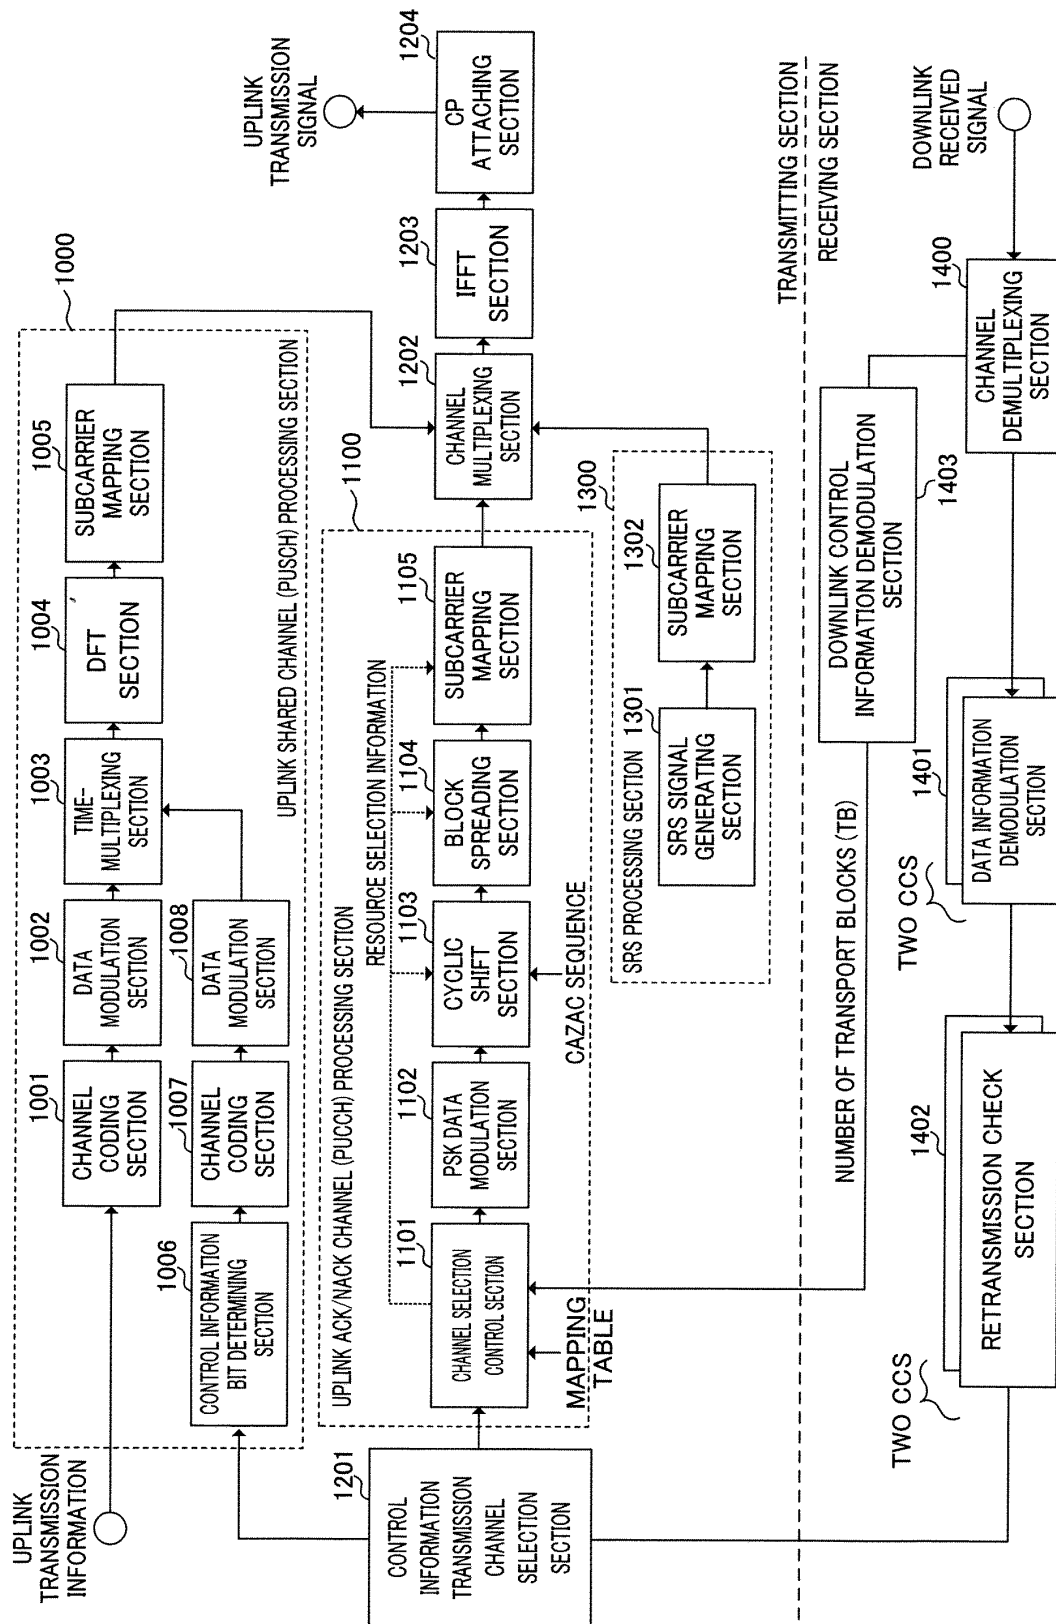 UPLINK
TRANSMISSION
INFORMATION
1000
1001
CHANNEL
CODING
SECTION
1002
DATA
MODULATION
SECTION
1003
TIME-
MULTIPLEXING
SECTION
1004
DFT
SECTION
1005
SUBCARRIER
MAPPING
SECTION
1006
CONTROL INFORMATION
BIT DETERMINING
SECTION
1007
CHANNEL
CODING
SECTION
1008
DATA
MODULATION
SECTION
UPLINK SHARED CHANNEL (PUSCH) PROCESSING SECTION
UPLINK
TRANSMISSION
SIGNAL
1201
CONTROL
INFORMATION
TRANSMISSION
CHANNEL
SELECTION
SECTION
UPLINK ACK/NACK CHANNEL (PUCCH) PROCESSING SECTION
1100
RESOURCE SELECTION INFORMATION
1101
CHANNEL SELECTION
CONTROL SECTION
1102
PSK DATA
MODULATION
SECTION
1103
CYCLIC
SHIFT
SECTION
1104
BLOCK
SPREADING
SECTION
1105
SUBCARRIER
MAPPING
SECTION
1202
CHANNEL
MULTIPLEXING
SECTION
1203
IFFT
SECTION
1204
CP
ATTACHING
SECTION
MAPPING
TABLE
CAZAC SEQUENCE
SRS PROCESSING SECTION
1300
1301
SRS SIGNAL
GENERATING
SECTION
1302
SUBCARRIER
MAPPING
SECTION
TRANSMITTING SECTION
RECEIVING SECTION
NUMBER OF TRANSPORT BLOCKS (TB)
DOWNLINK CONTROL
INFORMATION DEMODULATION
SECTION
1403
DOWNLINK
RECEIVED
SIGNAL
1400
CHANNEL
DEMULTIPLEXING
SECTION
TWO CCS
1401
DATA INFORMATION
DEMODULATION
SECTION
TWO CCS
1402
RETRANSMISSION CHECK
SECTION